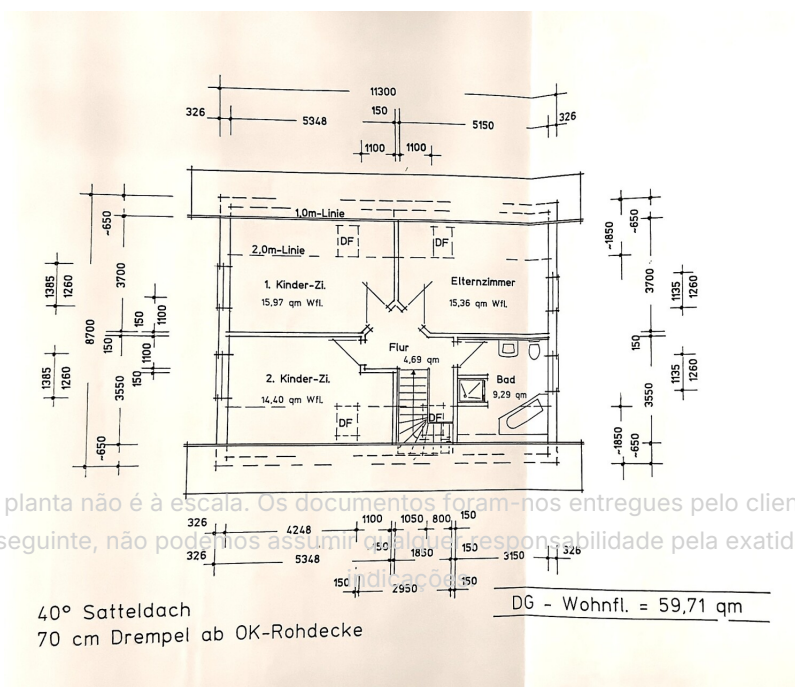 11300
326
5348
150
5150
326
1100
1100
1.0m-Linie
2.0m-Linie
DF
DF
1. Kinder-Zi.
15,97 qm Wfl.
Elternzimmer
15,36 qm Wfl.
Flur
4,69 qm
2. Kinder-Zi.
14,40 qm Wfl.
Bad
9,29 qm
DF
DF
1385
1260
1385
1260
8700
~650
3700
150
3550
~650
150
1100
1100
150
~1850
~1850
~650
3700
150
3550
~650
1135
1260
1135
1260
planta não é à escala. Os documentos foram-nos entregues pelo clien
seguinte, não podemos assumir qualquer responsabilidade pela exatid
indicações
326
4248
1100
1050
800
150
326
5348
150
1850
150
3150
326
150
2950
150
40° Satteldach
70 cm Drempel ab OK-Rohdecke
DG - Wohnfl. = 59,71 qm